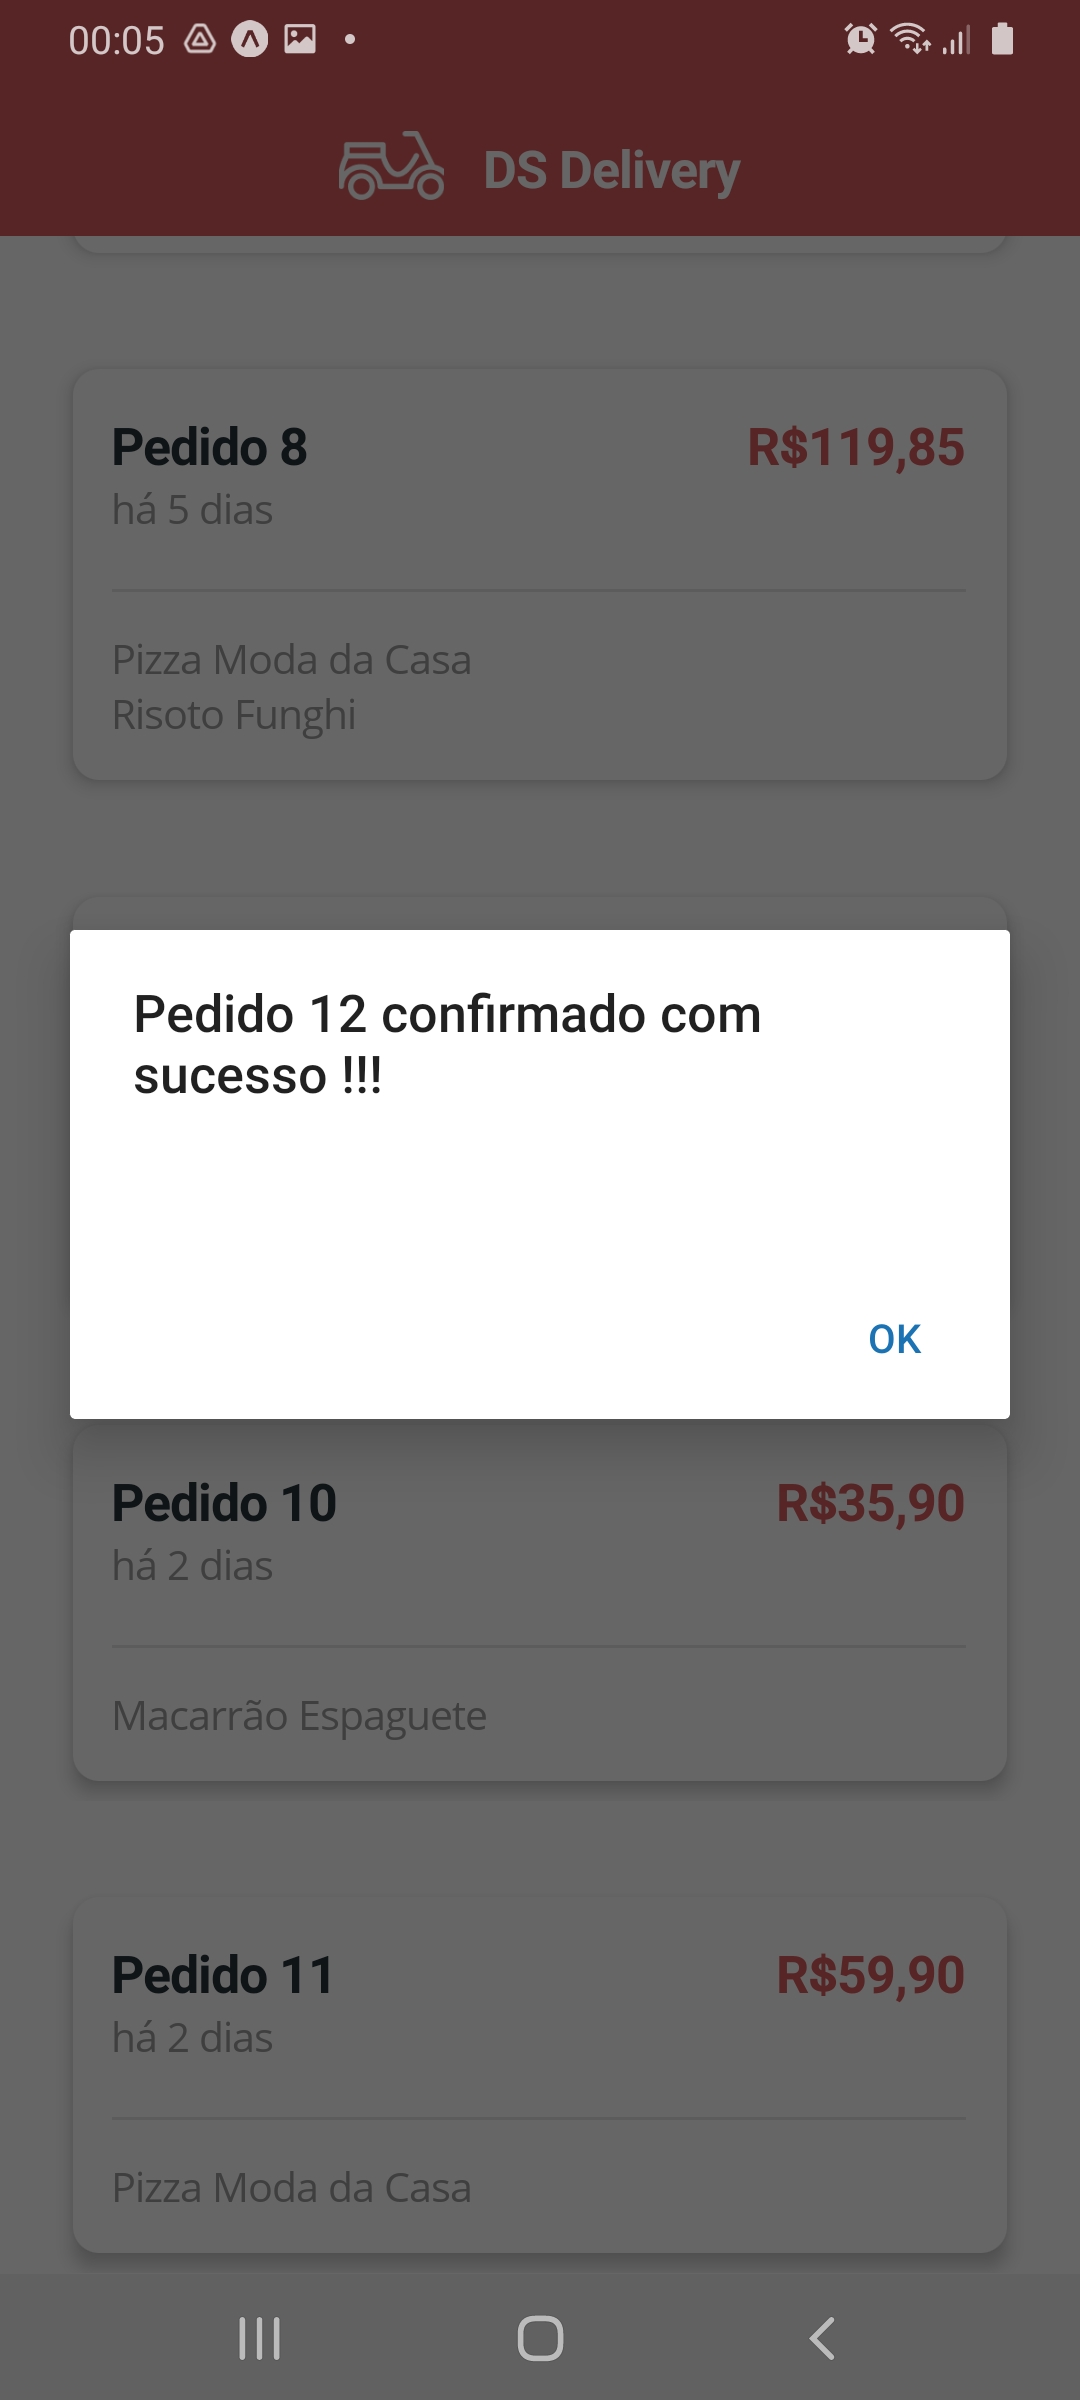 00:05
DS Delivery
Pedido 8 R$119,85
há 5 dias
Pizza Moda da Casa
Risoto Funghi
Pedido 12 confirmado com
sucesso !!!
OK
Pedido 10 R$35,90
há 2 dias
Macarrão Espaguete
Pedido 11 R$59,90
há 2 dias
Pizza Moda da Casa